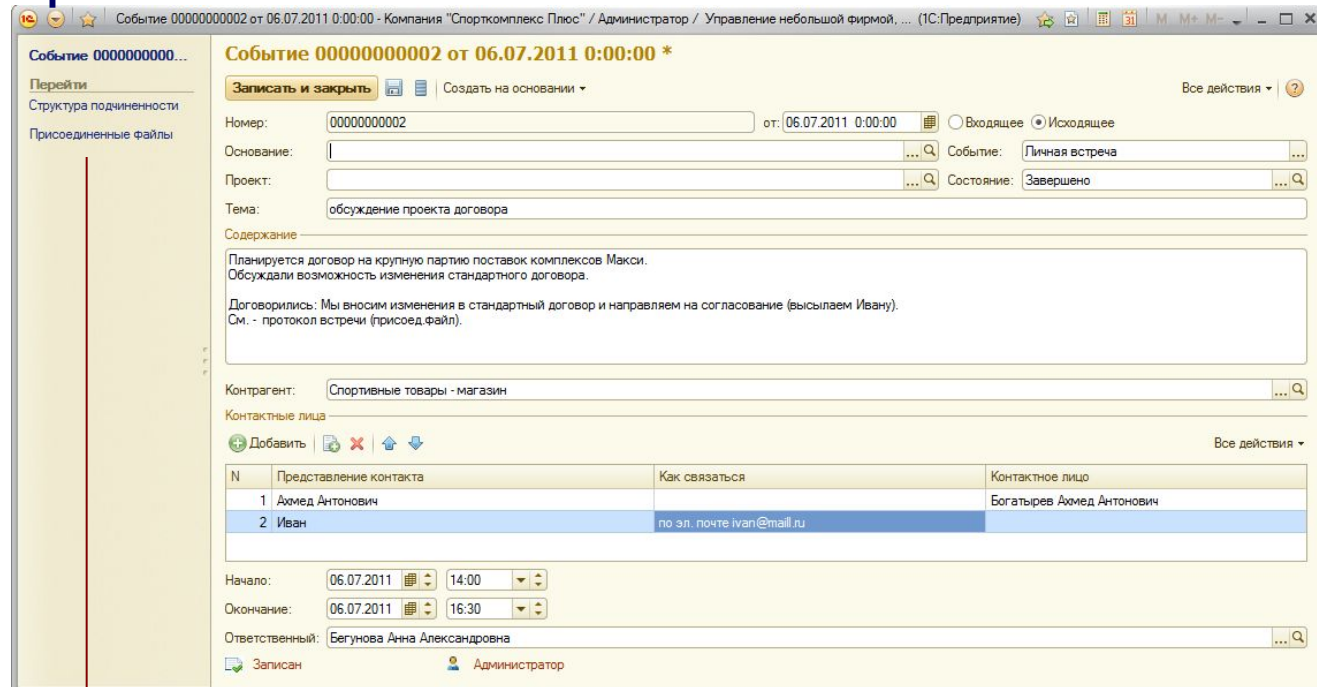 Событие 00000000002 от 06.07.2011 0:00:00 - Компания "Спорткомплекс Плюс" / Администратор / Управление небольшой фирмой, ... (1С:Предприятие) M M+ M-
Событие 0000000000...
Перейти
Структура подчиненности
Присоединенные файлы
Событие 00000000002 от 06.07.2011 0:00:00 *
Записать и закрыть Создать на основании Все действия
Номер: 00000000002 от: 06.07.2011 0:00:00 Входящее Исходящее
Основание: ... Событие: Личная встреча ...
Проект: ... Состояние: Завершено ...
Тема: обсуждение проекта договора
Содержание
Планируется договор на крупную партию поставок комплексов Макси.
Обсуждали возможность изменения стандартного договора.
Договорились: Мы вносим изменения в стандартный договор и направляем на согласование (высылаем Ивану).
См. - протокол встречи (присоед.файл).
Контрагент: Спортивные товары - магазин ...
Контактные лица
Добавить Все действия
N Представление контакта Как связаться Контактное лицо
1 Ахмед Антонович Богатырев Ахмед Антонович
2 Иван по эл. почте ivan@maill.ru
Начало: 06.07.2011 14:00
Окончание: 06.07.2011 16:30
Ответственный: Бегунова Анна Александровна ...
Записан Администратор